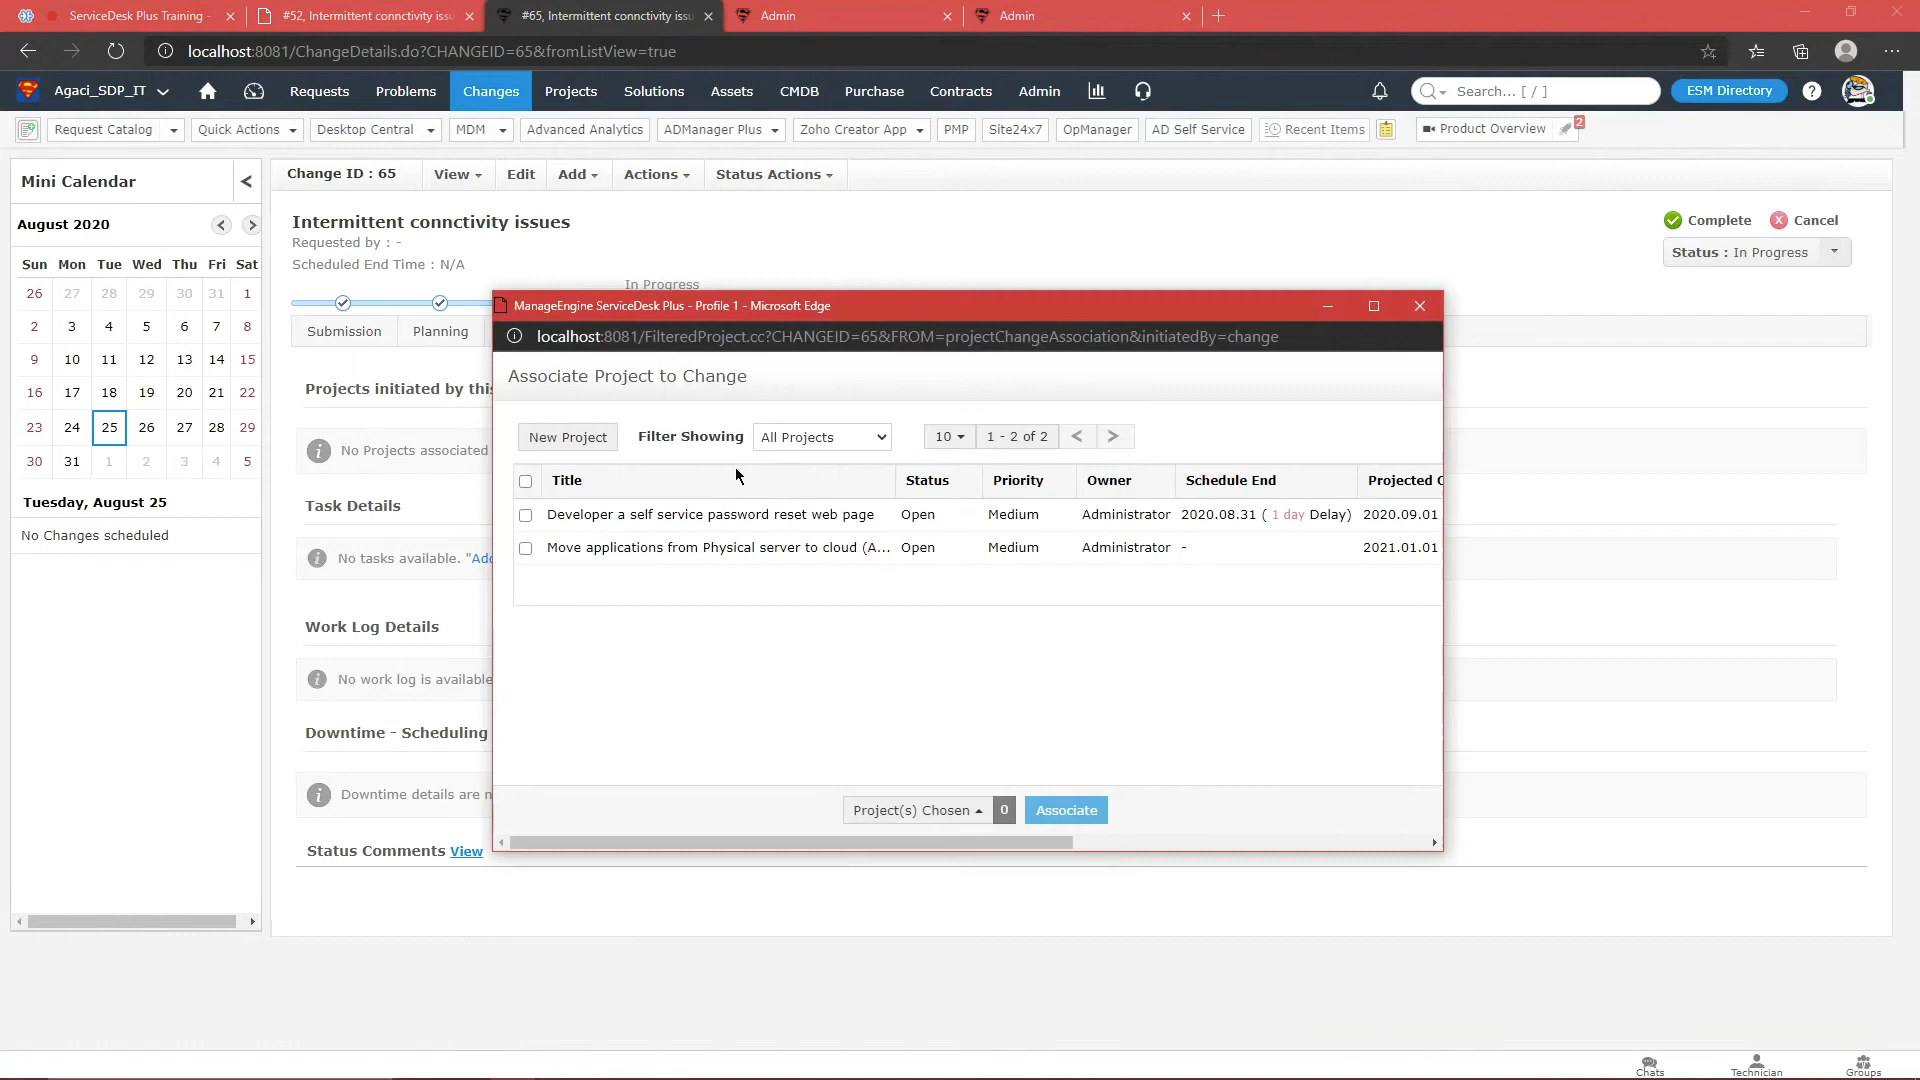 ServiceDesk Plus Training -
#52, Intermittent connctivity issu
#65, Intermittent connctivity issu
Admin
Admin
localhost:8081/ChangeDetails.do?CHANGEID=65&fromListView=true
Agaci_SDP_IT
Requests
Problems
Changes
Projects
Solutions
Assets
CMDB
Purchase
Contracts
Admin
Search... [ / ]
ESM Directory
Request Catalog
Quick Actions
Desktop Central
MDM
Advanced Analytics
ADManager Plus
Zoho Creator App
PMP
Site24x7
OpManager
AD Self Service
Recent Items
Product Overview
2
Mini Calendar
August 2020
Sun Mon Tue Wed Thu Fri Sat
26 27 28 29 30 31 1
2 3 4 5 6 7 8
9 10 11 12 13 14 15
16 17 18 19 20 21 22
23 24 25 26 27 28 29
30 31 1 2 3 4 5
Tuesday, August 25
No Changes scheduled
Change ID : 65
View
Edit
Add
Actions
Status Actions
Intermittent connctivity issues
Requested by : -
Scheduled End Time : N/A
Complete
Cancel
Status : In Progress
In Progress
Submission
Planning
Projects initiated by this
No Projects associated
Task Details
No tasks available. "Add
Work Log Details
No work log is available
Downtime - Scheduling
Downtime details are n
Status Comments View
ManageEngine ServiceDesk Plus - Profile 1 - Microsoft Edge
localhost:8081/FilteredProject.cc?CHANGEID=65&FROM=projectChangeAssociation&initiatedBy=change
Associate Project to Change
New Project
Filter Showing
All Projects
10
1 - 2 of 2
Title Status Priority Owner Schedule End Projected C
Developer a self service password reset web page Open Medium Administrator 2020.08.31 ( 1 day Delay) 2020.09.01
Move applications from Physical server to cloud (A... Open Medium Administrator - 2021.01.01
Project(s) Chosen
0
Associate
Chats
Technician
Groups